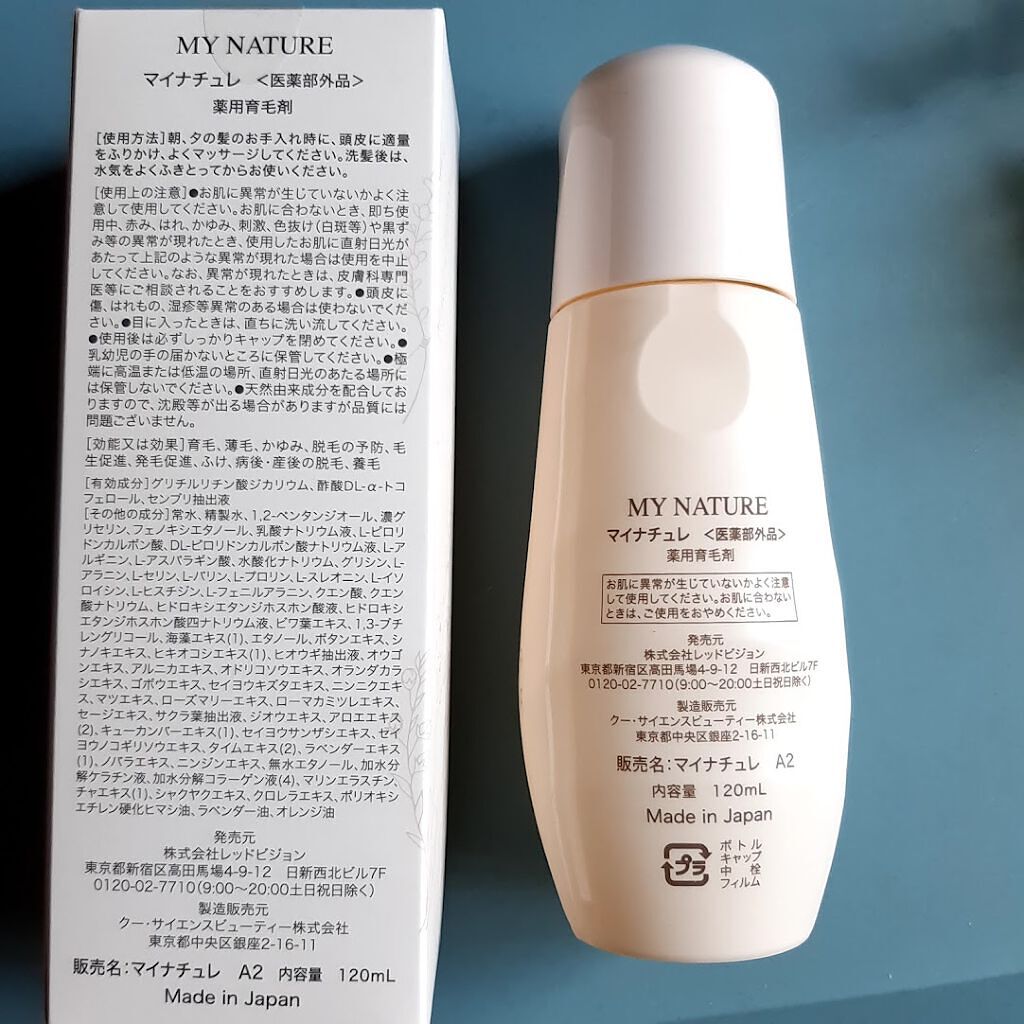 MY NATURE
マイナチュレ <医薬部外品>
薬用育毛剤
[使用方法]朝、夕の髪のお手入れ時に、頭皮に適量
をふりかけ、よくマッサージしてください。洗髪後は、
水気をよくふきとってからお使いください。
[使用上の注意]●お肌に異常が生じていないかよく注
意して使用してください。お肌に合わないとき、即ち使
用中、赤み、はれ、かゆみ、刺激、色抜け(白斑等)や黒ず
み等の異常が現れたとき、使用したお肌に直射日光が
あたって上記のような異常が現れた場合は使用を中止
してください。なお、異常が現れたときは、皮膚科専門
医等にご相談されることをおすすめします。●頭皮に
傷、はれもの、湿疹等異常のある場合は使わないでくだ
さい。●目に入ったときは、直ちに洗い流してください。
●使用後は必ずしっかりキャップを閉めてください。●
乳幼児の手の届かないところに保管してください。●極
端に高温または低温の場所、直射日光のあたる場所に
は保管しないでください。●天然由来成分を配合してお
りますので、沈殿等が出る場合がありますが品質には
問題ございません。
[効能又は効果]育毛、薄毛、かゆみ、脱毛の予防、毛
生促進、発毛促進、ふけ、病後・産後の脱毛、養毛
[有効成分]グリチルリチン酸ジカリウム、酢酸DL-α-トコ
フェロール、センブリ抽出液
[その他の成分]常水、精製水、1,2-ペンタンジオール、濃グ
リセリン、フェノキシエタノール、乳酸ナトリウム液、L-ピロリ
ドンカルボン酸、DL-ピロリドンカルボン酸ナトリウム液、L-ア
ルギニン、L-アスパラギン酸、水酸化ナトリウム、グリシン、L-
アラニン、L-セリン、L-バリン、L-プロリン、L-スレオニン、L-イソ
ロイシン、L-ヒスチジン、L-フェニルアラニン、クエン酸、クエン
酸ナトリウム、ヒドロキシエタンジホスホン酸液、ヒドロキシ
エタンジホスホン酸四ナトリウム液、ビワ葉エキス、1,3-ブチ
レングリコール、海藻エキス(1)、エタノール、ボタンエキス、シ
ナノキエキス、ヒキオコシエキス(1)、ヒオウギ抽出液、オウゴ
ンエキス、アルニカエキス、オドリコソウエキス、オランダカラ
シエキス、ゴボウエキス、セイヨウキズタエキス、ニンニクエキ
ス、マツエキス、ローズマリーエキス、ローマカミツレエキス、
セージエキス、サクラ葉抽出液、ジオウエキス、アロエエキス
(2)、キューカンバーエキス(1)、セイヨウサンザシエキス、セイ
ヨウノコギリソウエキス、タイムエキス(2)、ラベンダーエキス
(1)、ノバラエキス、ニンジンエキス、無水エタノール、加水分
解ケラチン液、加水分解コラーゲン液(4)、マリンエラスチン、
チャエキス(1)、シャクヤクエキス、クロレラエキス、ポリオキシ
エチレン硬化ヒマシ油、ラベンダー油、オレンジ油
発売元
株式会社レッドビジョン
東京都新宿区高田馬場4-9-12 日新西北ビル7F
0120-02-7710(9:00〜20:00土日祝日除く)
製造販売元
クー・サイエンスビューティー株式会社
東京都中央区銀座2-16-11
販売名:マイナチュレ A2 内容量 120mL
Made in Japan
MY NATURE
マイナチュレ <医薬部外品>
薬用育毛剤
お肌に異常が生じていないかよく注意
して使用してください。お肌に合わない
ときは、ご使用をおやめください。
発売元
株式会社レッドビジョン
東京都新宿区高田馬場4-9-12 日新西北ビル7F
0120-02-7710(9:00〜20:00土日祝日除く)
製造販売元
クー・サイエンスビューティー株式会社
東京都中央区銀座2-16-11
販売名:マイナチュレ A2
内容量 120mL
Made in Japan
プラ
ボトル
キャップ
中栓
フィルム